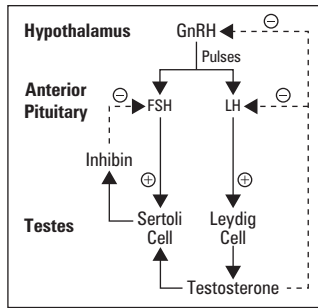 Hypothalamus
GnRH
⊖
Pulses
Anterior
Pituitary
⊖
FSH
LH
⊖
Inhibin
⊕
⊕
Testes
Sertoli
Cell
Leydig
Cell
Testosterone